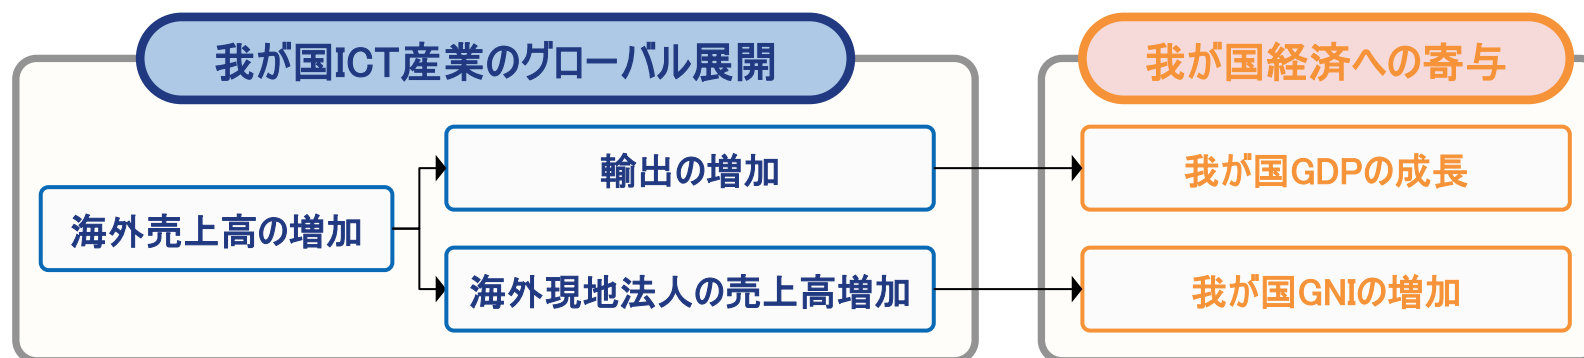 我が国ICT産業のグローバル展開
我が国経済への寄与
海外売上高の増加
輸出の増加
我が国GDPの成長
海外現地法人の売上高増加
我が国GNIの増加